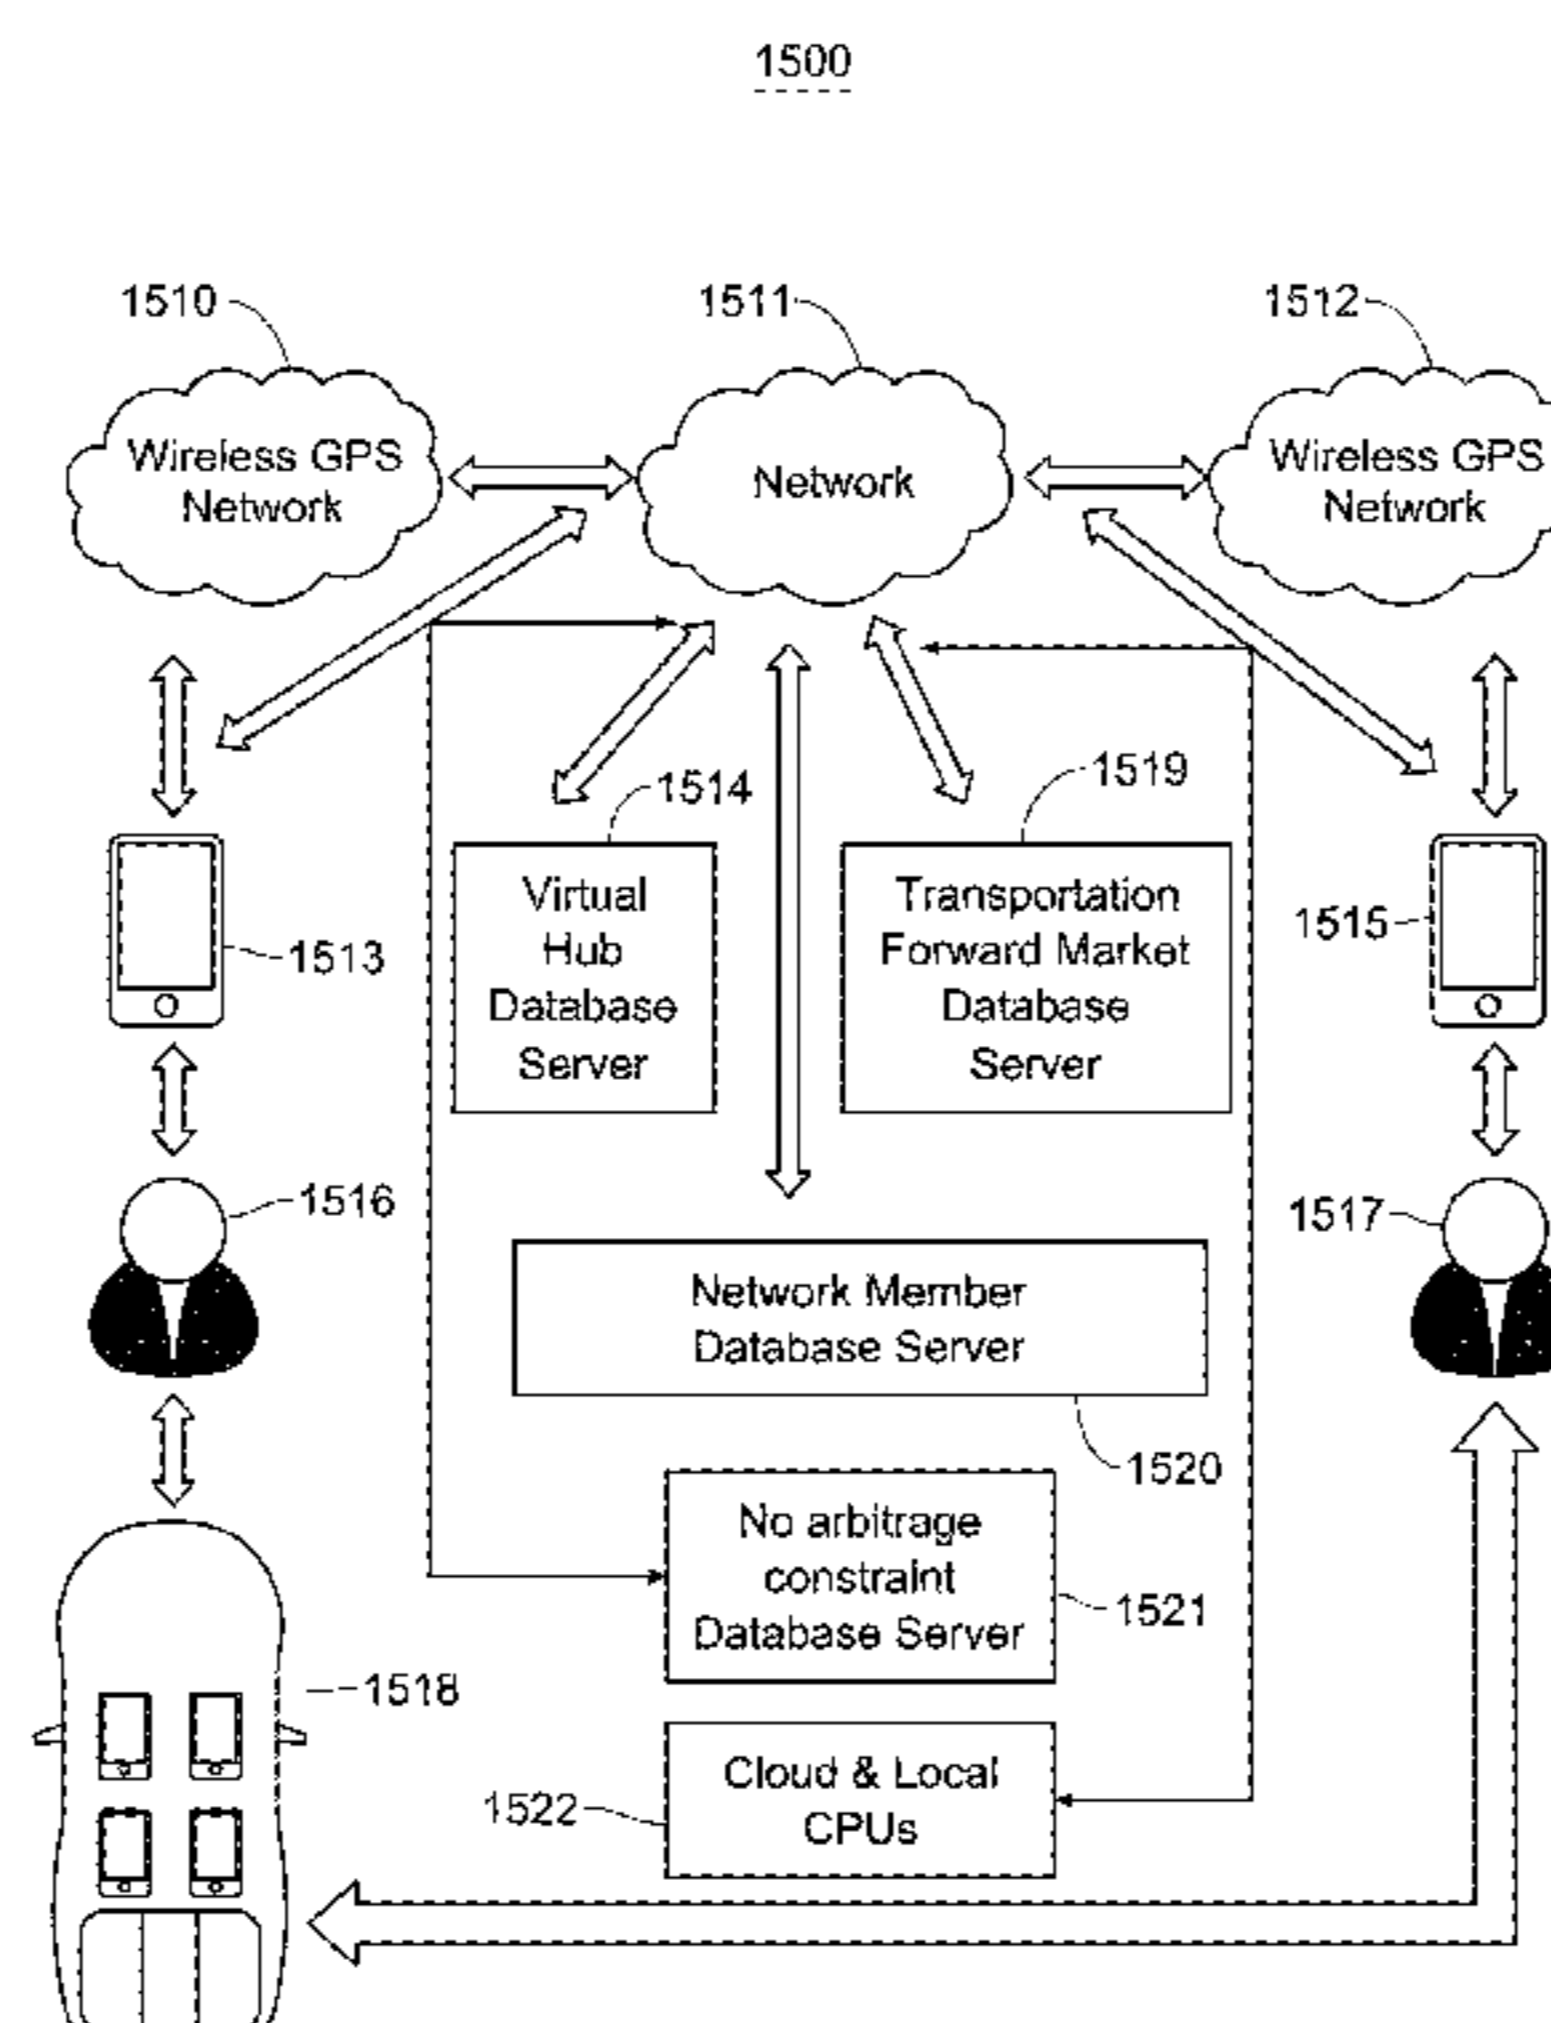 1500
1510
1511
1512
Wireless GPS
Network
Network
Wireless GPS
Network
1514
1519
Virtual
Hub
Database
Server
Transportation
Forward Market
Database
Server
1513
1515
1516
1517
Network Member
Database Server
1520
No arbitrage
constraint
Database Server
1521
1518
Cloud & Local
CPUs
1522